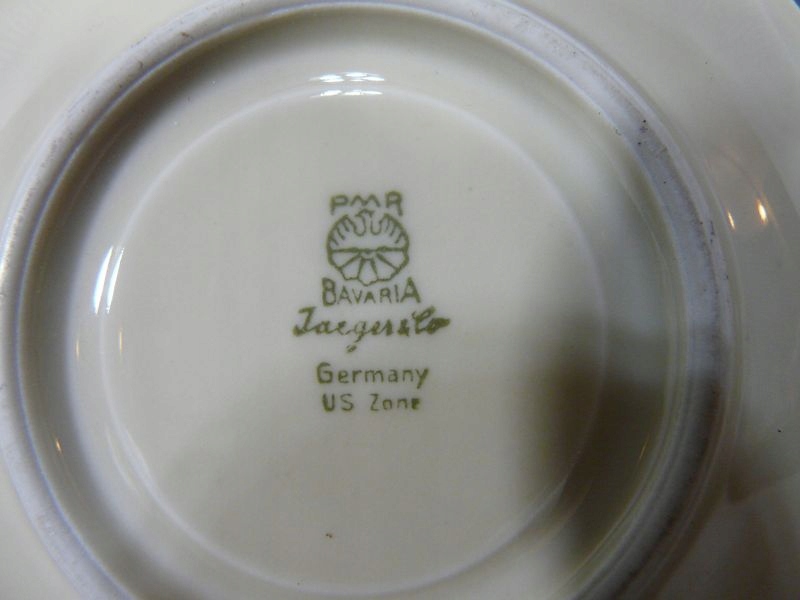 PMR
BAVARIA
Jaeger & Co
Germany
US Zone